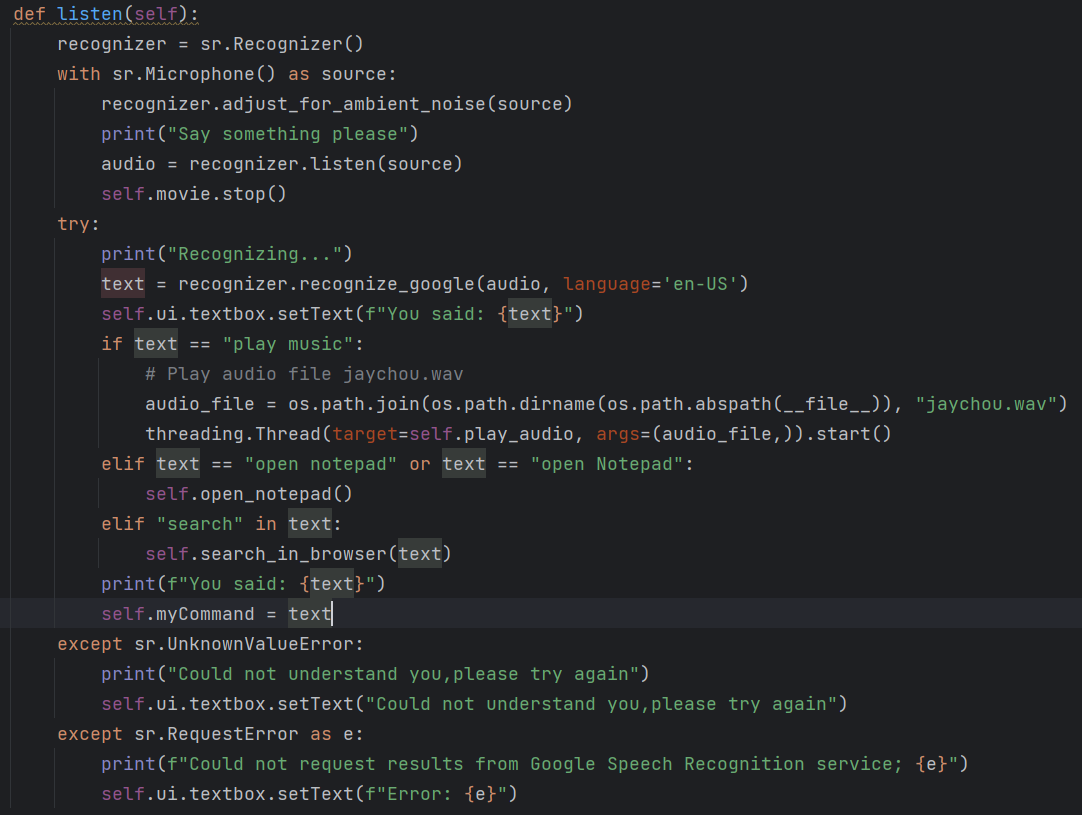 def listen(self):
    recognizer = sr.Recognizer()
    with sr.Microphone() as source:
        recognizer.adjust_for_ambient_noise(source)
        print("Say something please")
        audio = recognizer.listen(source)
        self.movie.stop()
    try:
        print("Recognizing...")
        text = recognizer.recognize_google(audio, language='en-US')
        self.ui.textbox.setText(f"You said: {text}")
        if text == "play music":
            # Play audio file jaychou.wav
            audio_file = os.path.join(os.path.dirname(os.path.abspath(__file__)), "jaychou.wav")
            threading.Thread(target=self.play_audio, args=(audio_file,)).start()
        elif text == "open notepad" or text == "open Notepad":
            self.open_notepad()
        elif "search" in text:
            self.search_in_browser(text)
        print(f"You said: {text}")
        self.myCommand = text
    except sr.UnknownValueError:
        print("Could not understand you,please try again")
        self.ui.textbox.setText("Could not understand you,please try again")
    except sr.RequestError as e:
        print(f"Could not request results from Google Speech Recognition service; {e}")
        self.ui.textbox.setText(f"Error: {e}")